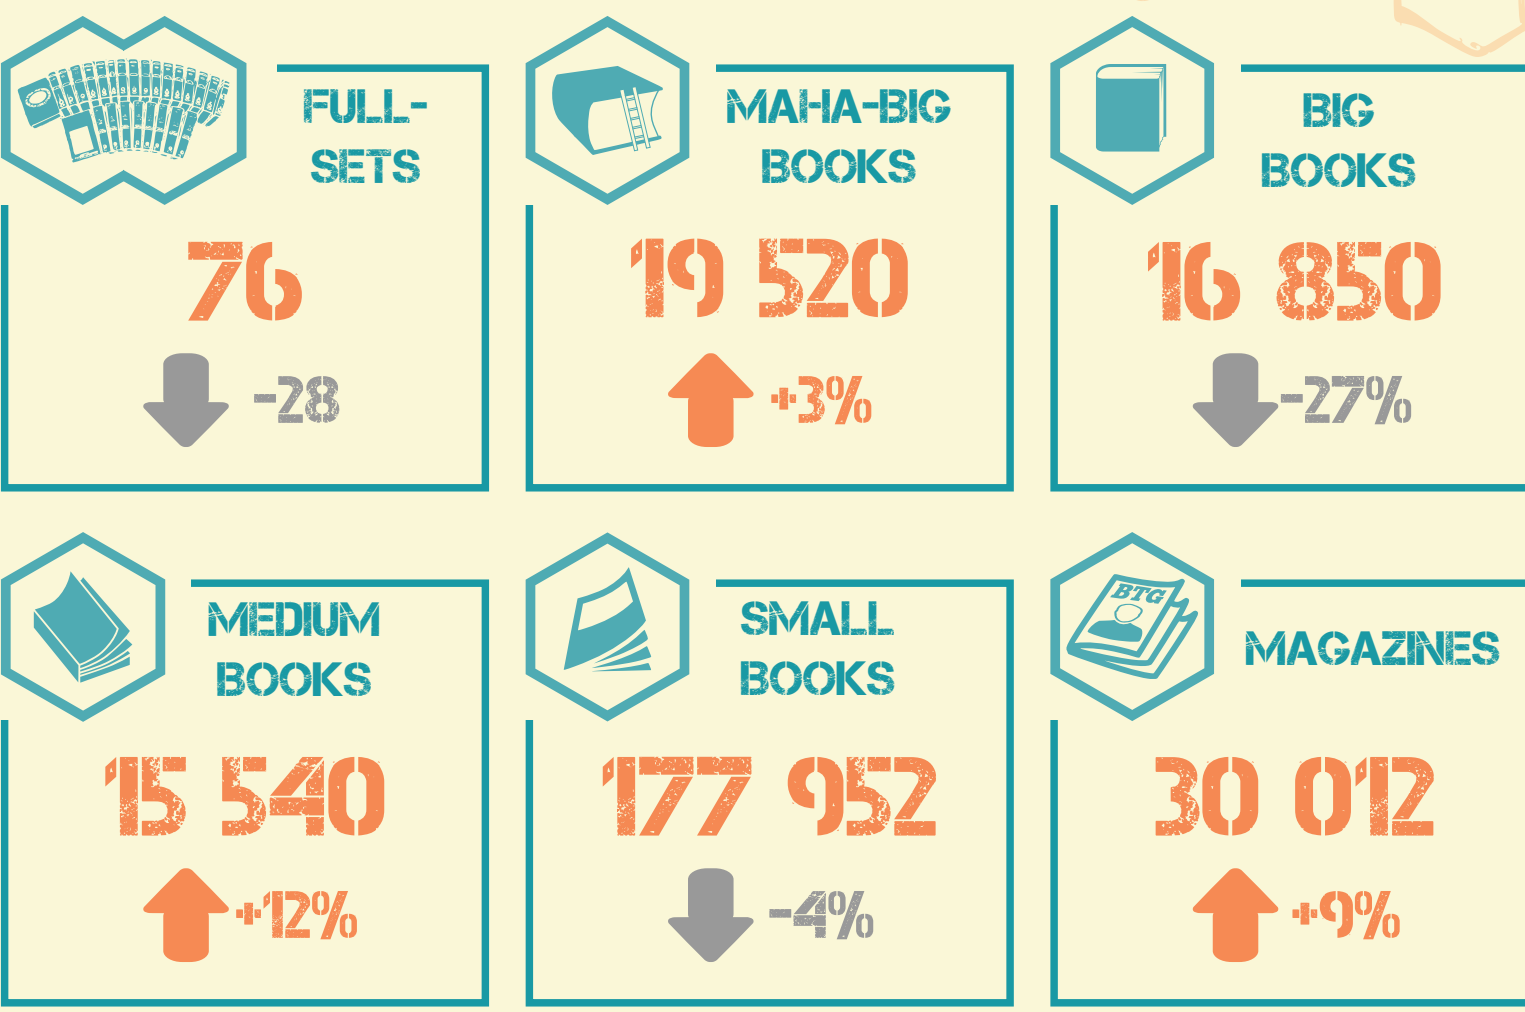 FULL-
SETS
76
-28
MAHA-BIG
BOOKS
19 520
+3%
BIG
BOOKS
16 850
-27%
MEDIUM
BOOKS
15 540
+12%
SMALL
BOOKS
177 952
-4%
BTG
MAGAZINES
30 012
+9%